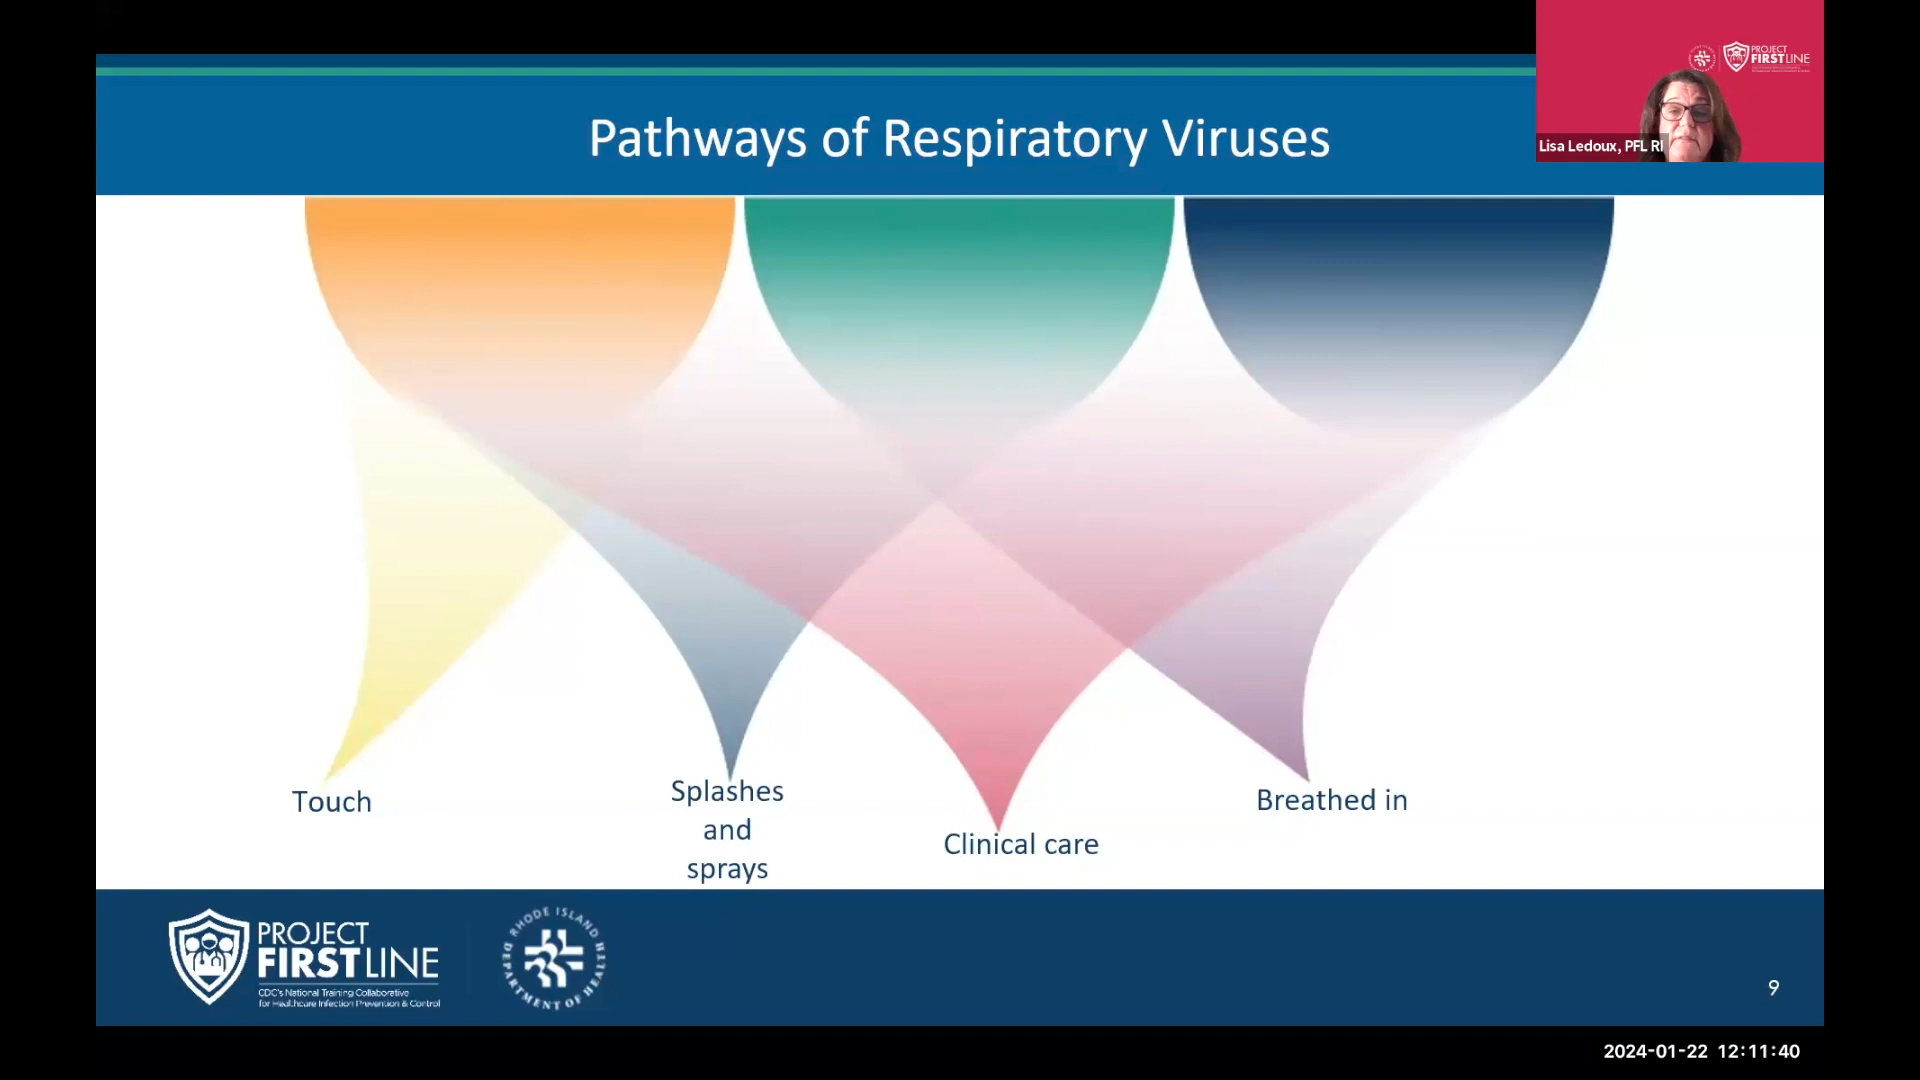 Pathways of Respiratory Viruses
PROJECT
FIRSTLINE
Lisa Ledoux, PFL RI
Touch
Splashes
and
sprays
Clinical care
Breathed in
PROJECT
FIRSTLINE
CDC's National Training Collaborative
for Healthcare Infection Prevention & Control
RHODE ISLAND
DEPARTMENT OF HEALTH
9
2024-01-22 12:11:40